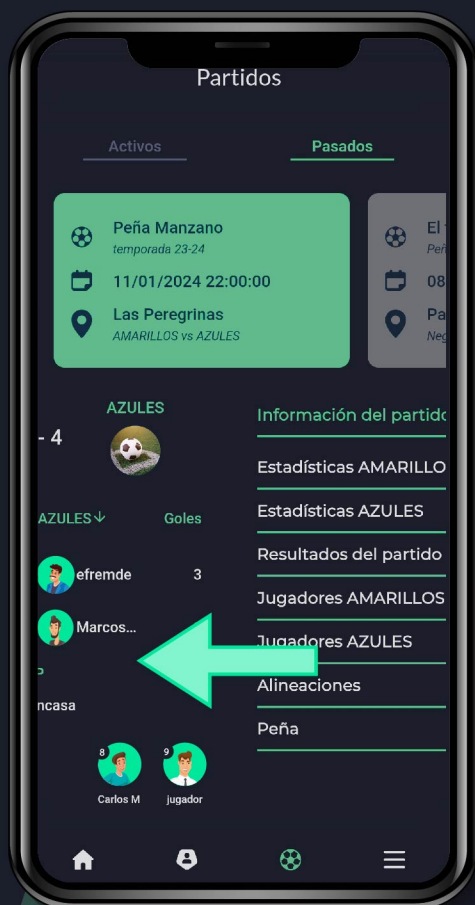 Partidos
Activos
Pasados
Peña Manzano
temporada 23-24
11/01/2024 22:00:00
Las Peregrinas
AMARILLOS vs AZULES
El
Peñ
08
Pa
Neg
AZULES
- 4
AZULES↓ Goles
efremde 3
Marcos...
ncasa
8
Carlos M
9
jugador
Información del partido
Estadísticas AMARILLO
Estadísticas AZULES
Resultados del partido
Jugadores AMARILLOS
Jugadores AZULES
Alineaciones
Peña